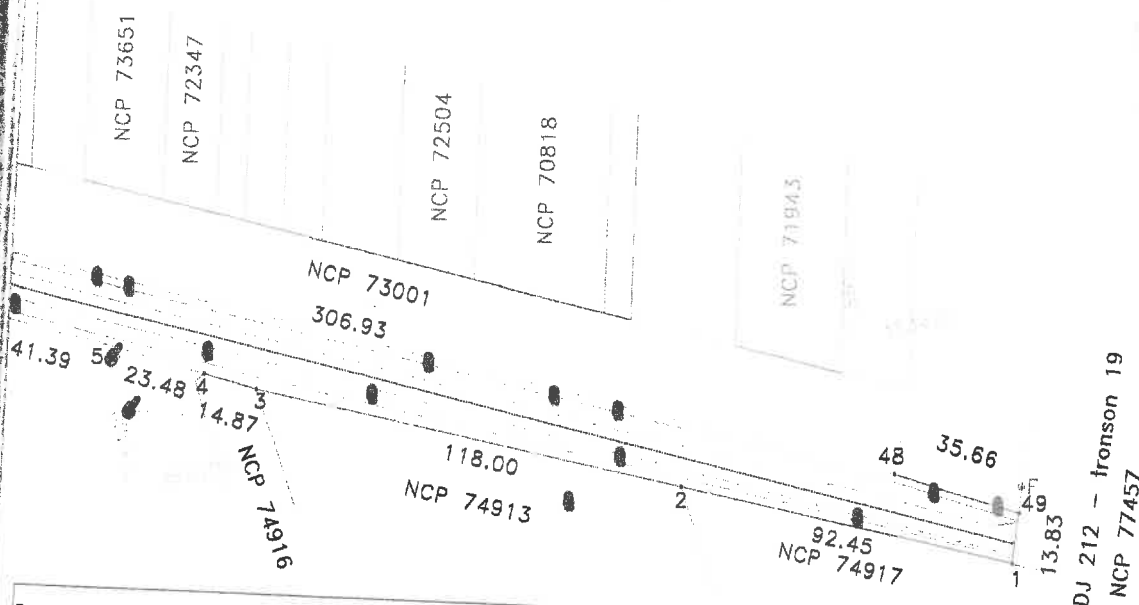 NCP 73651
NCP 72347
NCP 72504
NCP 70818
NCP 71943
NCP 73001
306.93
41.39
5
23.48
4
14.87
3
NCP 74916
118.00
NCP 74913
2
48
35.66
49
13.83
92.45
NCP 74917
1
DJ 212 - tronson 19
NCP 77457